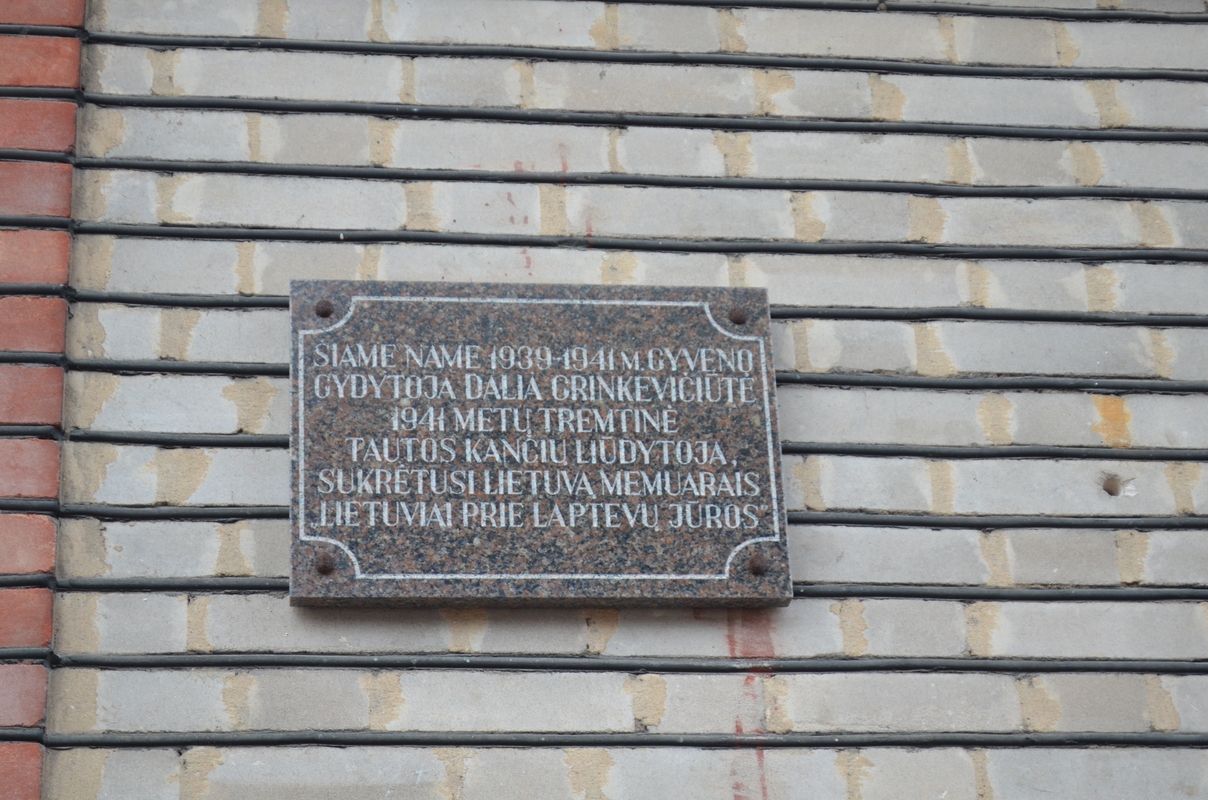 ŠIAME NAME 1939-1941 M. GYVENO
GYDYTOJA DALIA GRINKEVIČIŪTĖ
1941 METŲ TREMTINĖ
TAUTOS KANČIŲ LIŪDYTOJA,
SUKRĖTUSI LIETUVĄ MEMUARAIS
„LIETUVIAI PRIE LAPTEVŲ JŪROS"